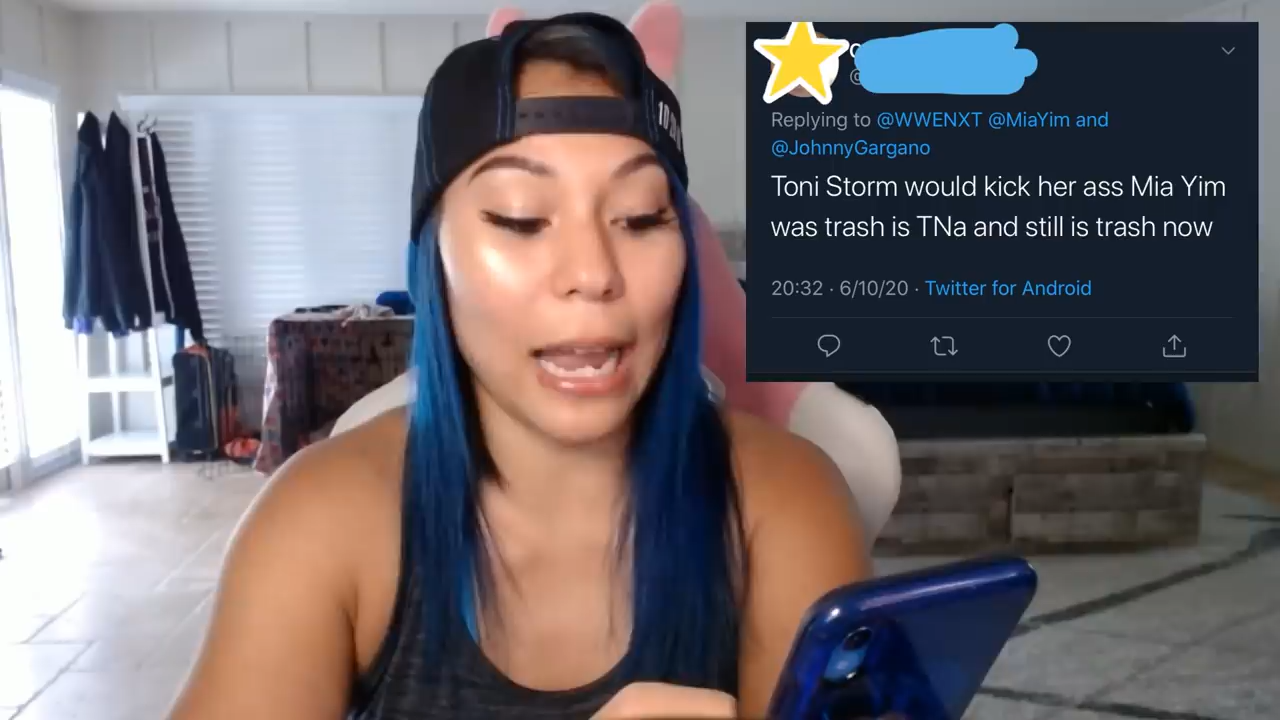 @
Replying to @WWENXT @MiaYim and
@JohnnyGargano
Toni Storm would kick her ass Mia Yim
was trash is TNa and still is trash now
20:32 · 6/10/20 · Twitter for Android